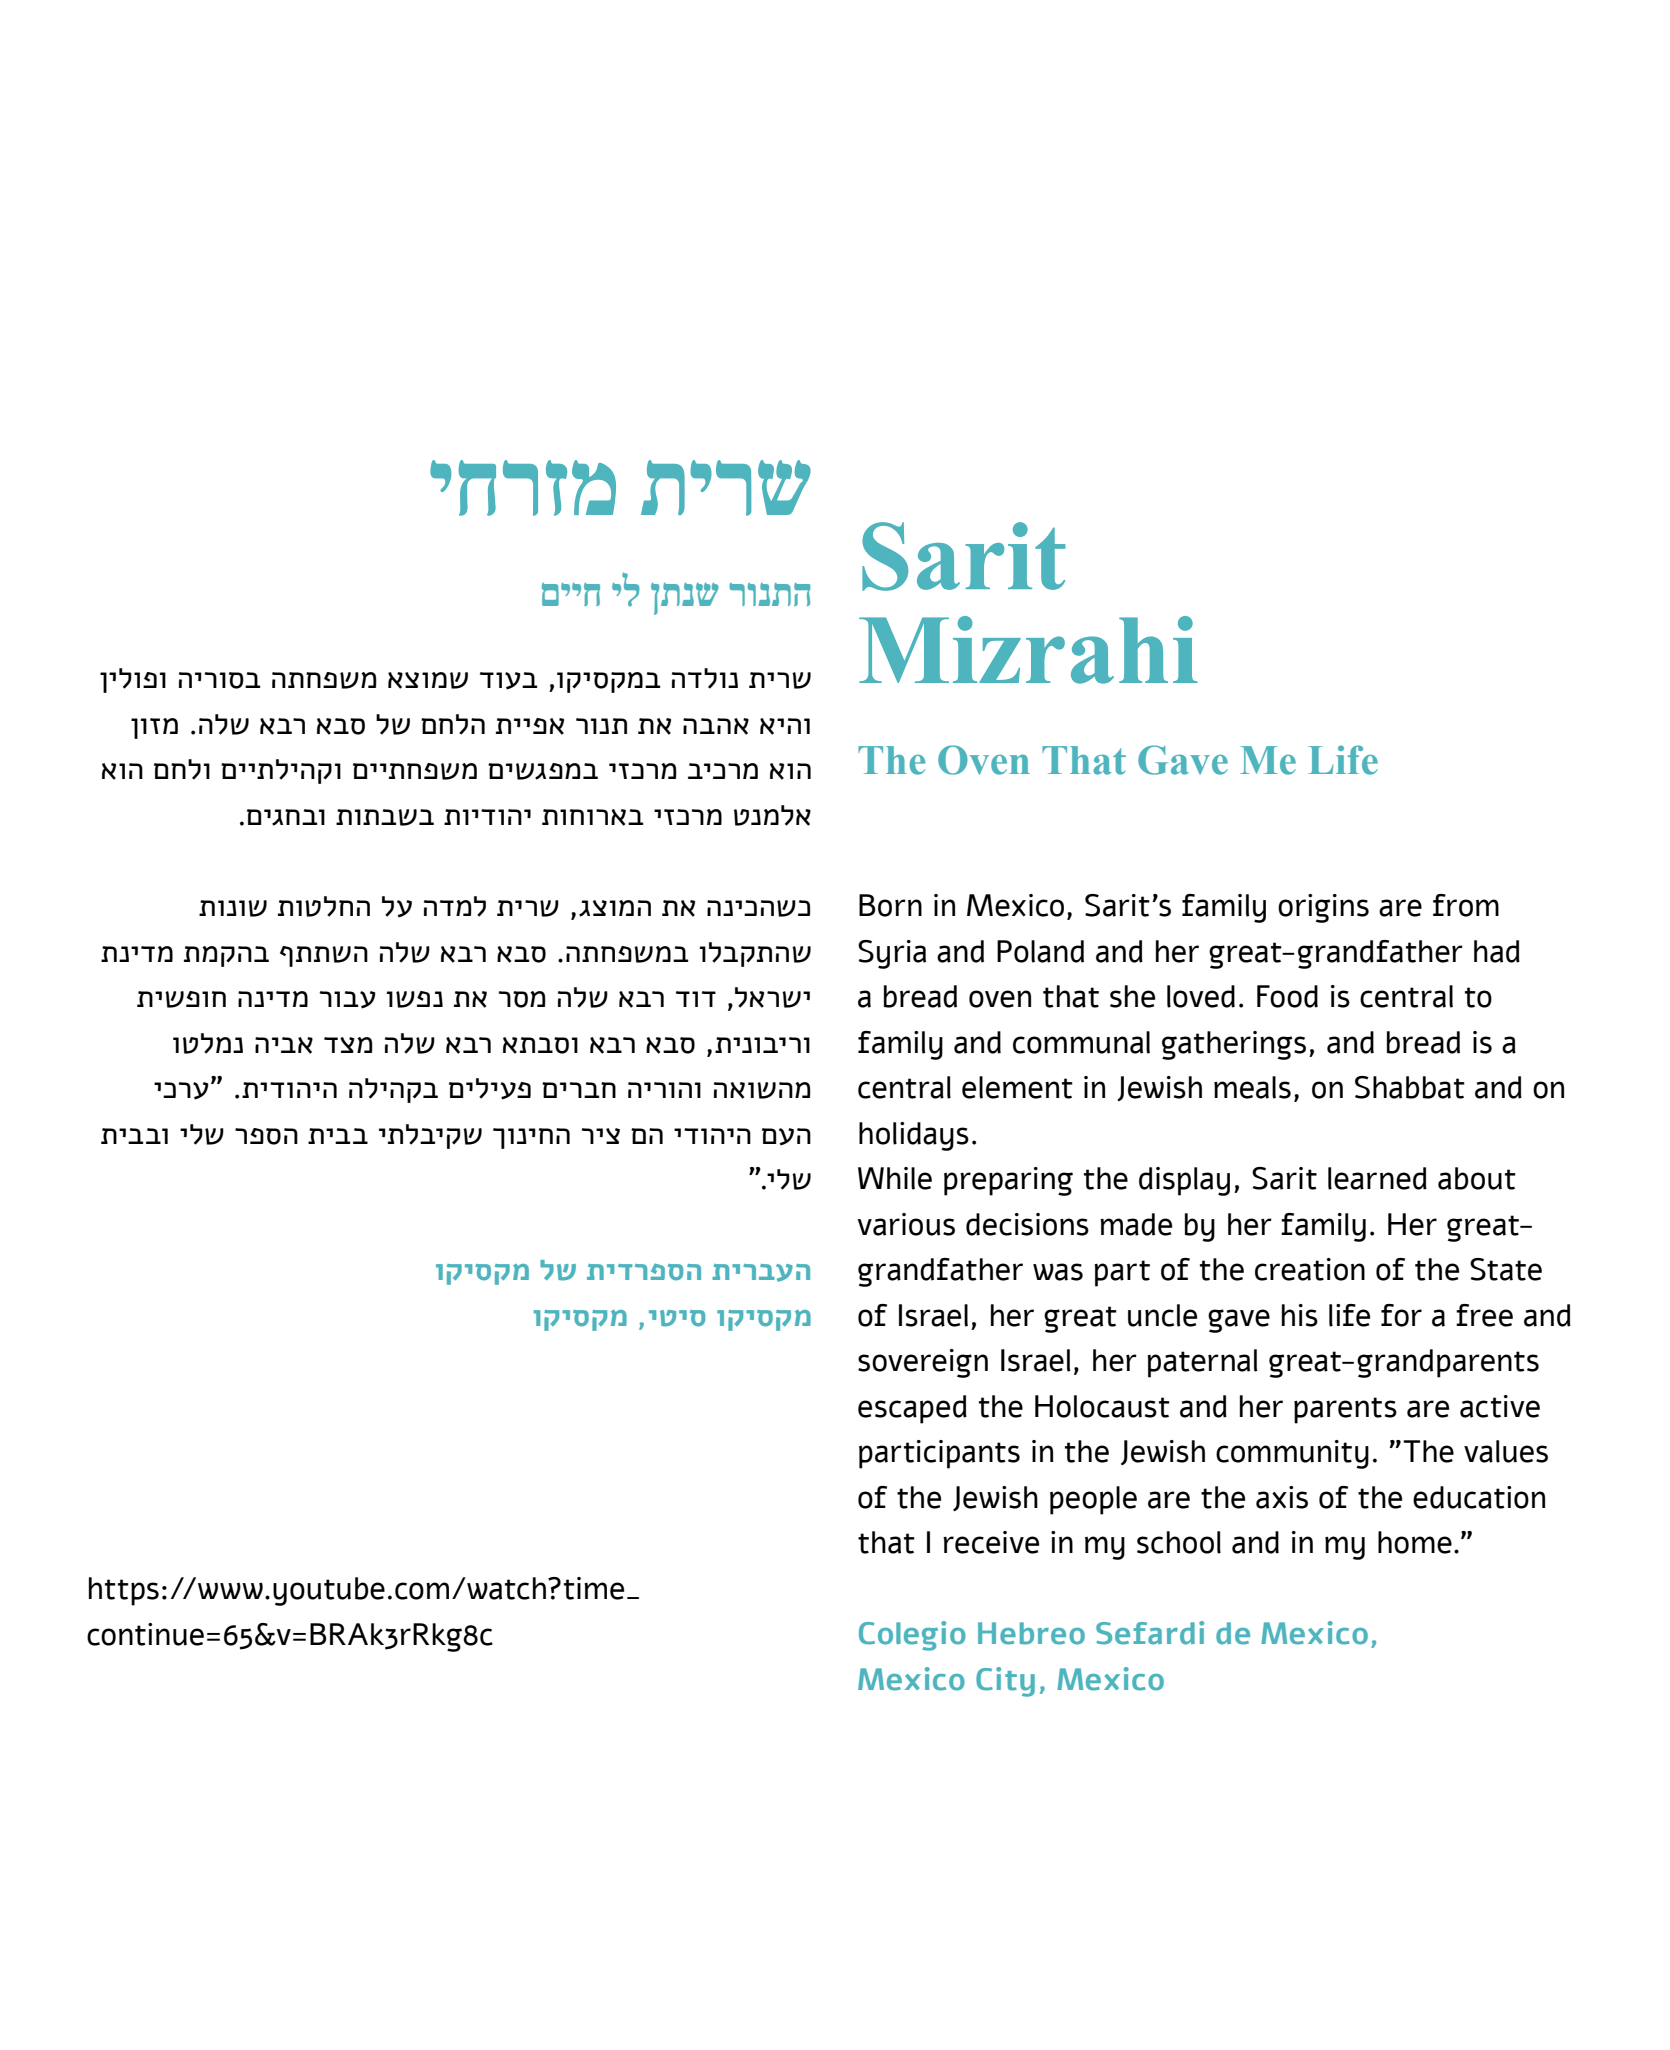 שרית מזרחי
התנור שנתן לי חיים
שרית נולדה במקסיקו, בעוד שמוצא משפחתה בסוריה ופולין
והיא אהבה את תנור אפיית הלחם של סבא רבא שלה. מזון
הוא מרכיב מרכזי במפגשים משפחתיים וקהילתיים ולחם הוא
אלמנט מרכזי בארוחות יהודיות בשבתות ובחגים.
כשהכינה את המוצג, שרית למדה על החלטות שונות
שהתקבלו במשפחתה. סבא רבא שלה השתתף בהקמת מדינת
ישראל, דוד רבא שלה מסר את נפשו עבור מדינה חופשית
וריבונית, סבא רבא וסבתא רבא שלה מצד אביה נמלטו
מהשואה והוריה חברים פעילים בקהילה היהודית. ”ערכי
העם היהודי הם ציר החינוך שקיבלתי בבית הספר שלי ובבית
שלי.”
העברית הספרדית של מקסיקו
מקסיקו סיטי, מקסיקו
https://www.youtube.com/watch?time_
continue=65&v=BRAk3rRkg8c
Sarit
Mizrahi
The Oven That Gave Me Life
Born in Mexico, Sarit’s family origins are from
Syria and Poland and her great-grandfather had
a bread oven that she loved. Food is central to
family and communal gatherings, and bread is a
central element in Jewish meals, on Shabbat and on
holidays.
While preparing the display, Sarit learned about
various decisions made by her family. Her great-
grandfather was part of the creation of the State
of Israel, her great uncle gave his life for a free and
sovereign Israel, her paternal great-grandparents
escaped the Holocaust and her parents are active
participants in the Jewish community. ”The values
of the Jewish people are the axis of the education
that I receive in my school and in my home.”
Colegio Hebreo Sefardi de Mexico,
Mexico City, Mexico